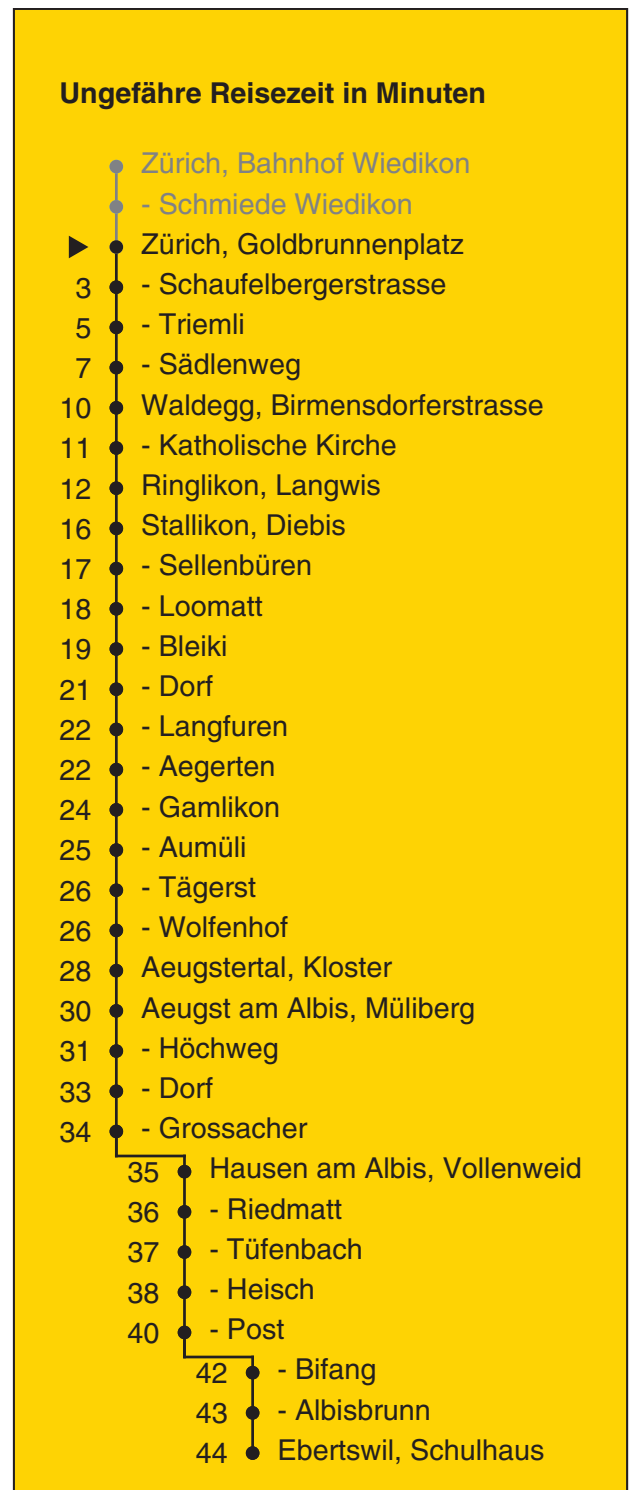 Ungefähre Reisezeit in Minuten
Zürich, Bahnhof Wiedikon
- Schmiede Wiedikon
Zürich, Goldbrunnenplatz
3 - Schaufelbergerstrasse
5 - Triemli
7 - Sädlenweg
10 Waldegg, Birmensdorferstrasse
11 - Katholische Kirche
12 Ringlikon, Langwis
16 Stallikon, Diebis
17 - Sellenbüren
18 - Loomatt
19 - Bleiki
21 - Dorf
22 - Langfuren
22 - Aegerten
24 - Gamlikon
25 - Aumüli
26 - Tägerst
26 - Wolfenhof
28 Aeugstertal, Kloster
30 Aeugst am Albis, Müliberg
31 - Höchweg
33 - Dorf
34 - Grossacher
35 Hausen am Albis, Vollenweid
36 - Riedmatt
37 - Tüfenbach
38 - Heisch
40 - Post
42 - Bifang
43 - Albisbrunn
44 Ebertswil, Schulhaus